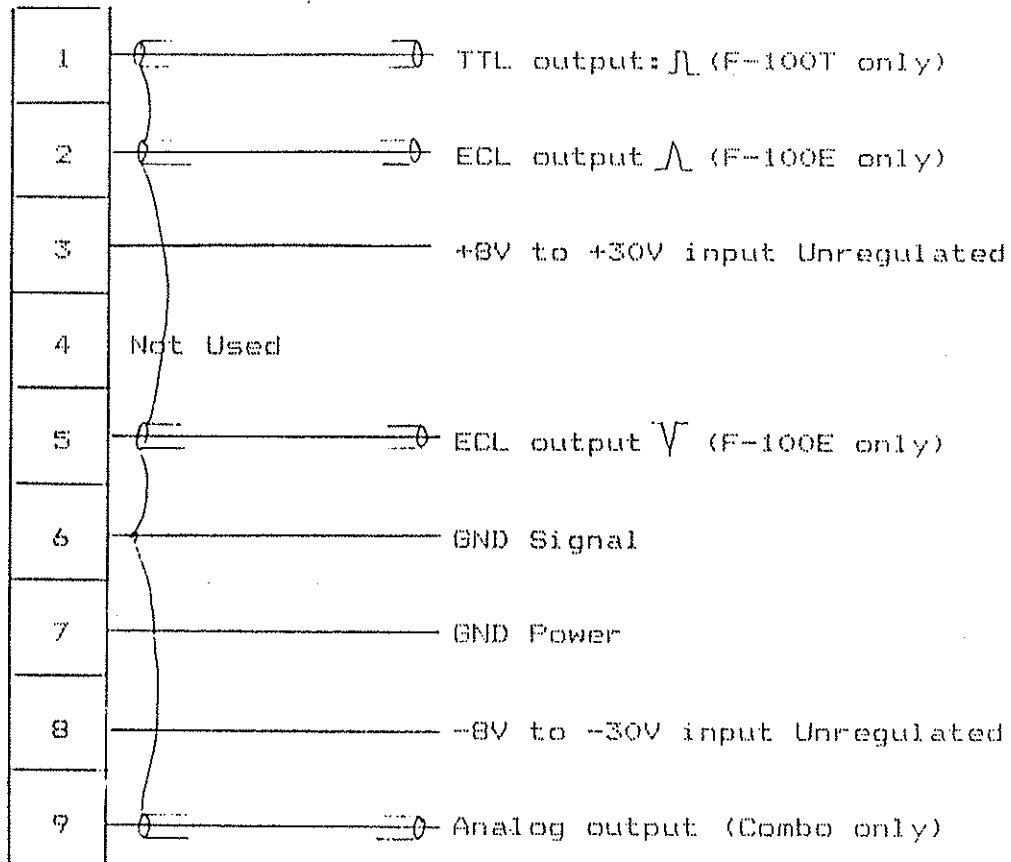 1 TTL output: (F-100T only)
2 ECL output (F-100E only)
3 +8V to +30V input Unregulated
4 Not Used
5 ECL output (F-100E only)
6 GND Signal
7 GND Power
8 -8V to -30V input Unregulated
9 Analog output (Combo only)